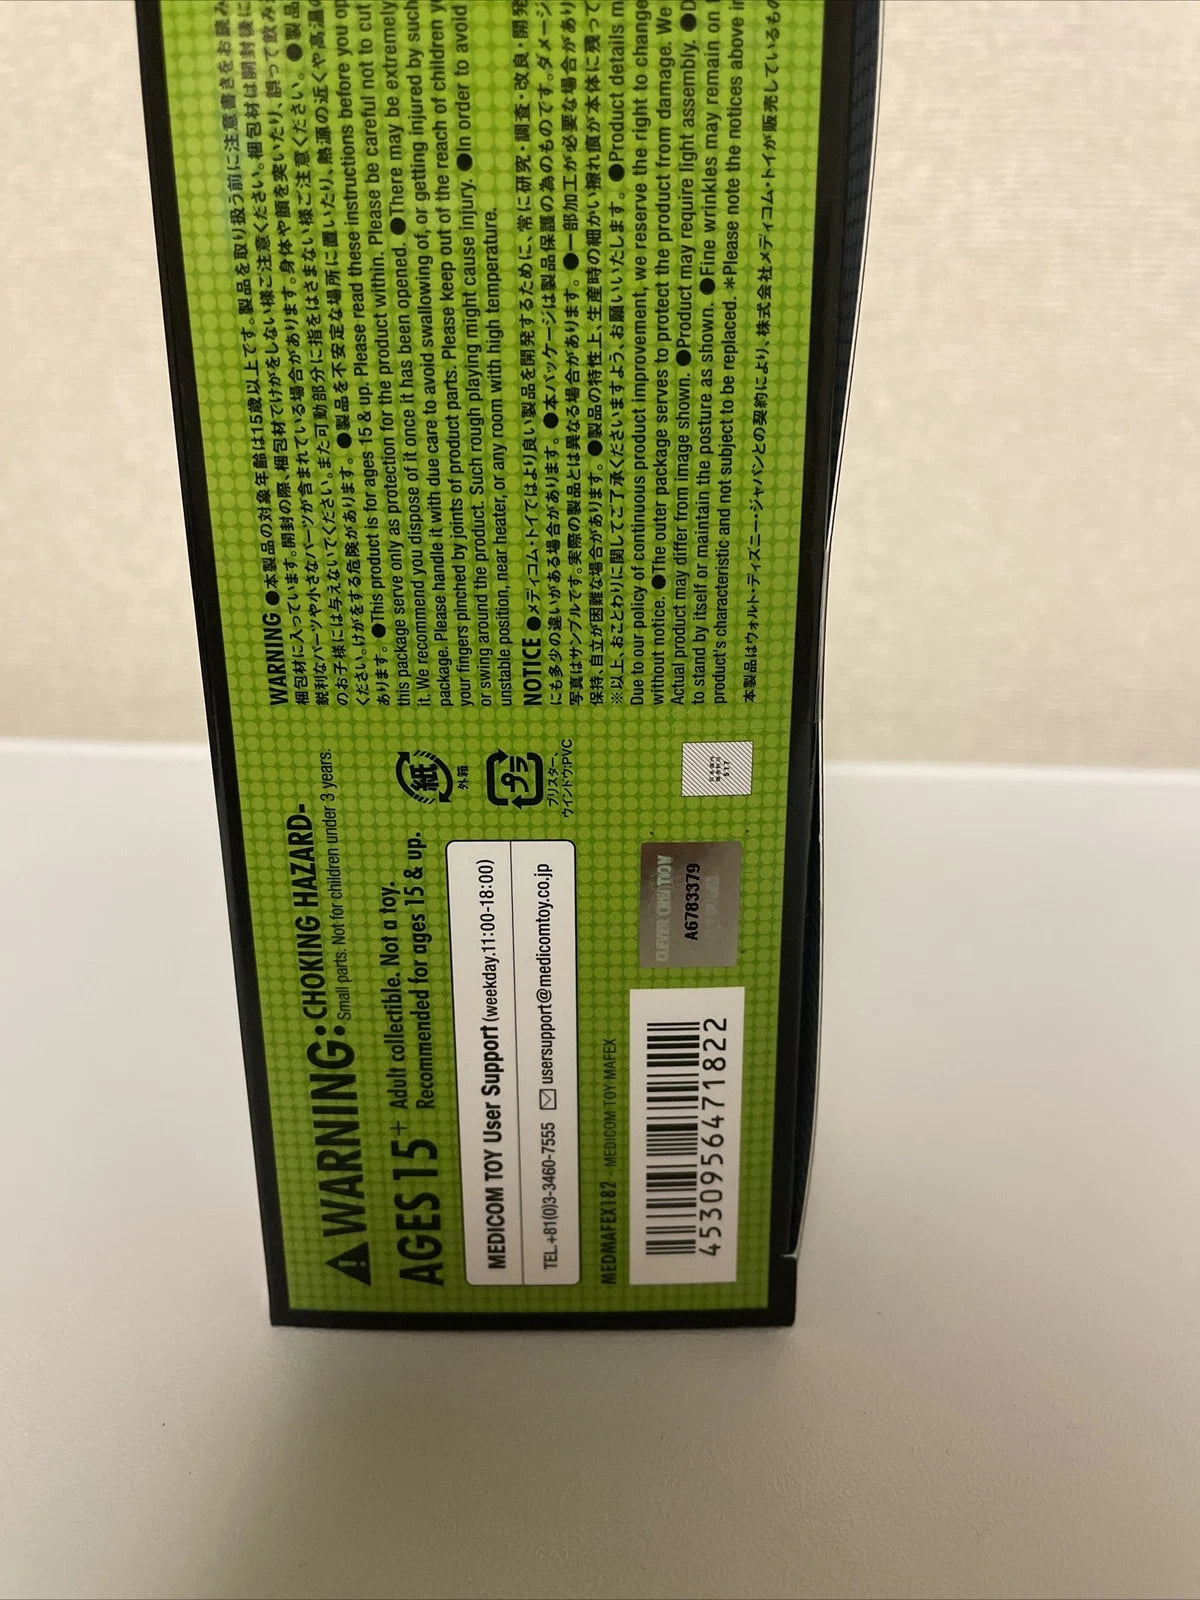 WARNING ●本製品の対象年齢は15歳以上です。製品を取り扱う前に注意書きをお読み
梱包材に入っています。開封の際、梱包材でけがをしない様ご注意ください。梱包材は開封後に
鋭利なパーツや小さなパーツが含まれている場合があります。身体や顔を突いたり、誤って飲み
のお子様には与えないでください。また可動部分に指をはさまない様ご注意ください。●製品
ください。けがをする危険があります。●製品を不安定な場所に置いたり、熱源の近くや高温の
あります。●This product is for ages 15 & up. Please read these instructions before you op
this package serve only as protection for the product within. Please be careful not to cut
it. We recommend you dispose of it once it has been opened. ●There may be extremely
package. Please handle it with due care to avoid swallowing of, or getting injured by such
your fingers pinched by joints of product parts. Please keep out of the reach of children y
or swing around the product. Such rough playing might cause injury. ●In order to avoid
unstable position, near heater, or any room with high temperature.
NOTICE ●メディコム・トイではより良い製品を開発するために、常に研究・調査・改良・開発
にも多少の違いがある場合があります。●本パッケージは製品保護の為のものです。ダメージ
写真はサンプルです。実際の製品とは異なる場合があります。●一部加工が必要な場合があり
保持、自立が困難な場合があります。●製品の特性上、生産時の細かい擦れ痕が本体に残って
※以上、おことわりに関してご了承くださいますよう、お願いいたします。●Product details m
Due to our policy of continuous product improvement, we reserve the right to change
without notice. ●The outer package serves to protect the product from damage. We
Actual product may differ from image shown. ●Product may require light assembly. ●D
to stand by itself or maintain the posture as shown. ●Fine wrinkles may remain on
product's characteristic and not subject to be replaced. *Please note the notices above in
本製品はウォルト・ディズニー・ジャパンとの契約により、株式会社メディコム・トイが販売しているもの
WARNING: CHOKING HAZARD-
Small parts. Not for children under 3 years.
AGES 15+ Adult collectible. Not a toy.
Recommended for ages 15 & up.
紙
外箱
プラ
ブリスター、
ウインドウ:PVC
MEDICOM TOY User Support (weekday.11:00-18:00)
TEL.+81(0)3-3460-7555 usersupport@medicomtoy.co.jp
MEDMAFEX182 - MEDICOM TOY MAFEX
4530956471822
A6783379